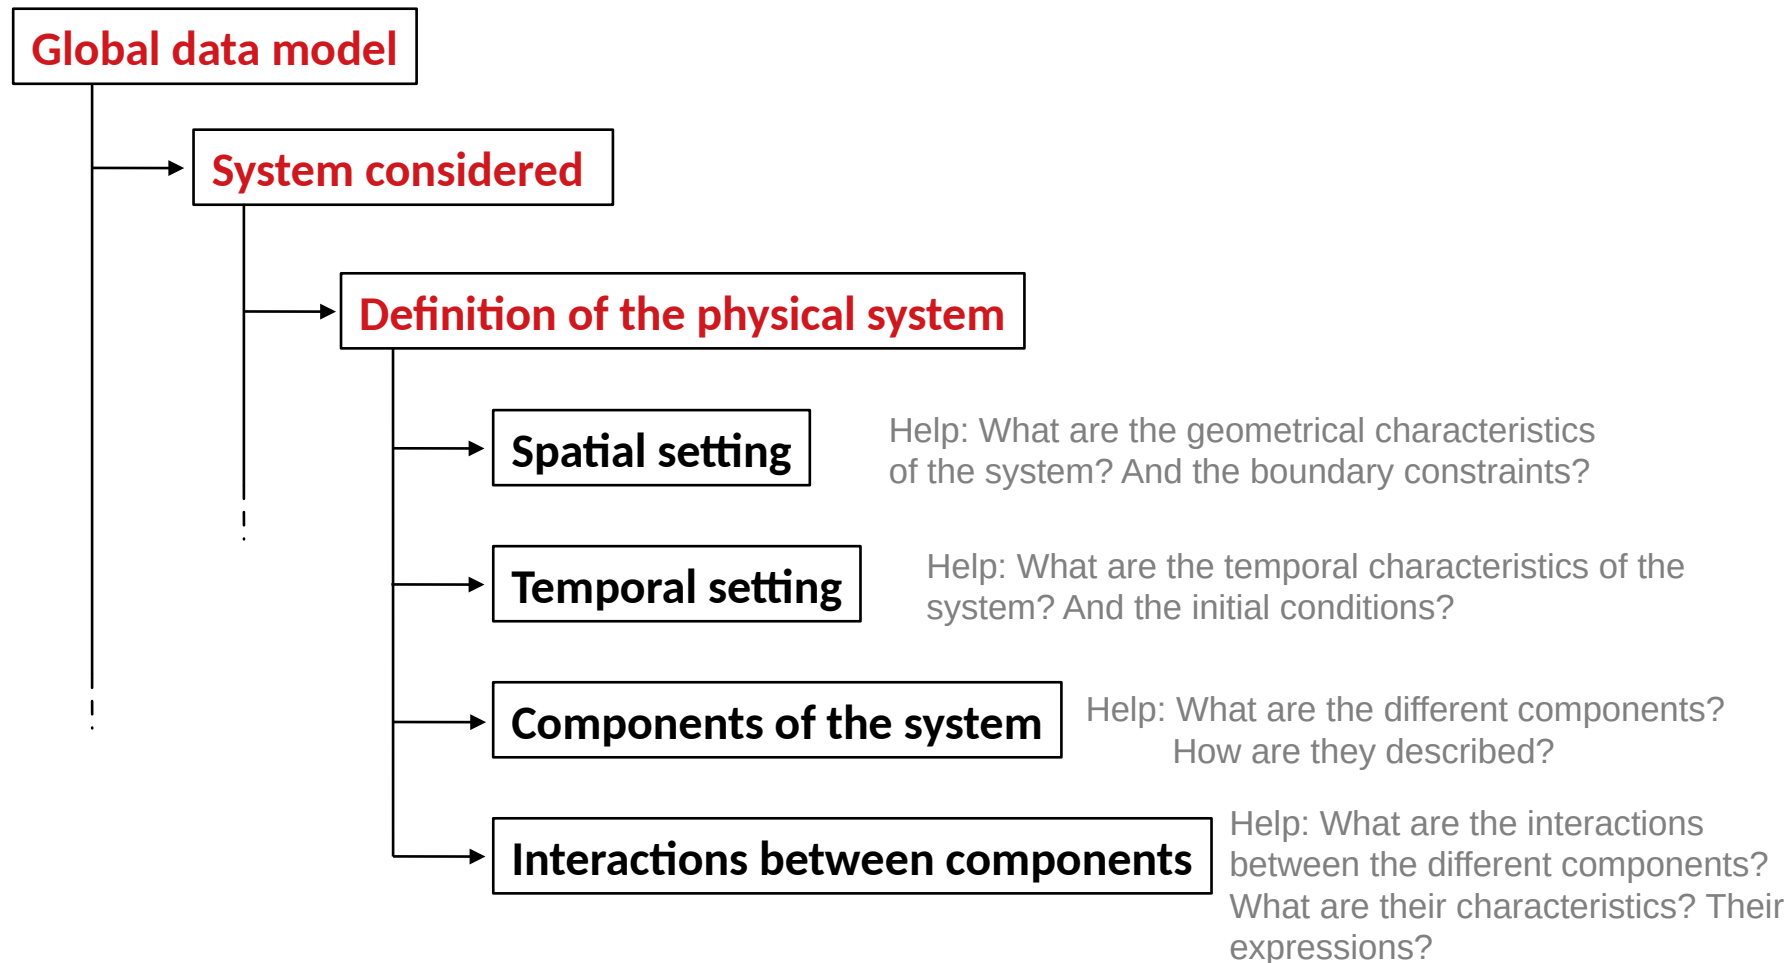 Global data model
System considered
Definition of the physical system
Spatial setting
Help: What are the geometrical characteristics
of the system? And the boundary constraints?
Temporal setting
Help: What are the temporal characteristics of the
system? And the initial conditions?
Components of the system
Help: What are the different components?
How are they described?
Interactions between components
Help: What are the interactions
between the different components?
What are their characteristics? Their
expressions?